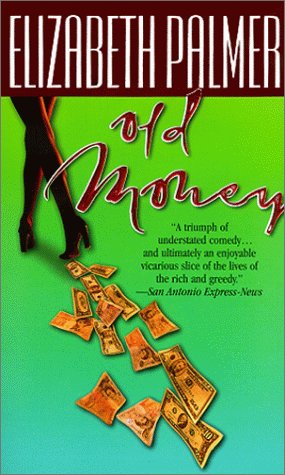 ELIZABETH PALMER
old
Money
"A triumph of
understated comedy...
and ultimately an enjoyable
vicarious slice of the lives of
the rich and greedy."
—San Antonio Express-News